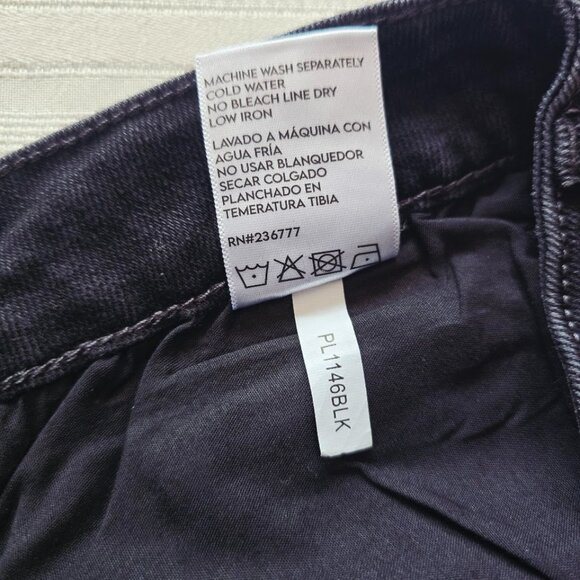 MACHINE WASH SEPARATELY
COLD WATER
NO BLEACH LINE DRY
LOW IRON
LAVADO A MÁQUINA CON
AGUA FRÍA
NO USAR BLANQUEDOR
SECAR COLGADO
PLANCHADO EN
TEMERATURA TIBIA
RN#236777
PL1146BLK